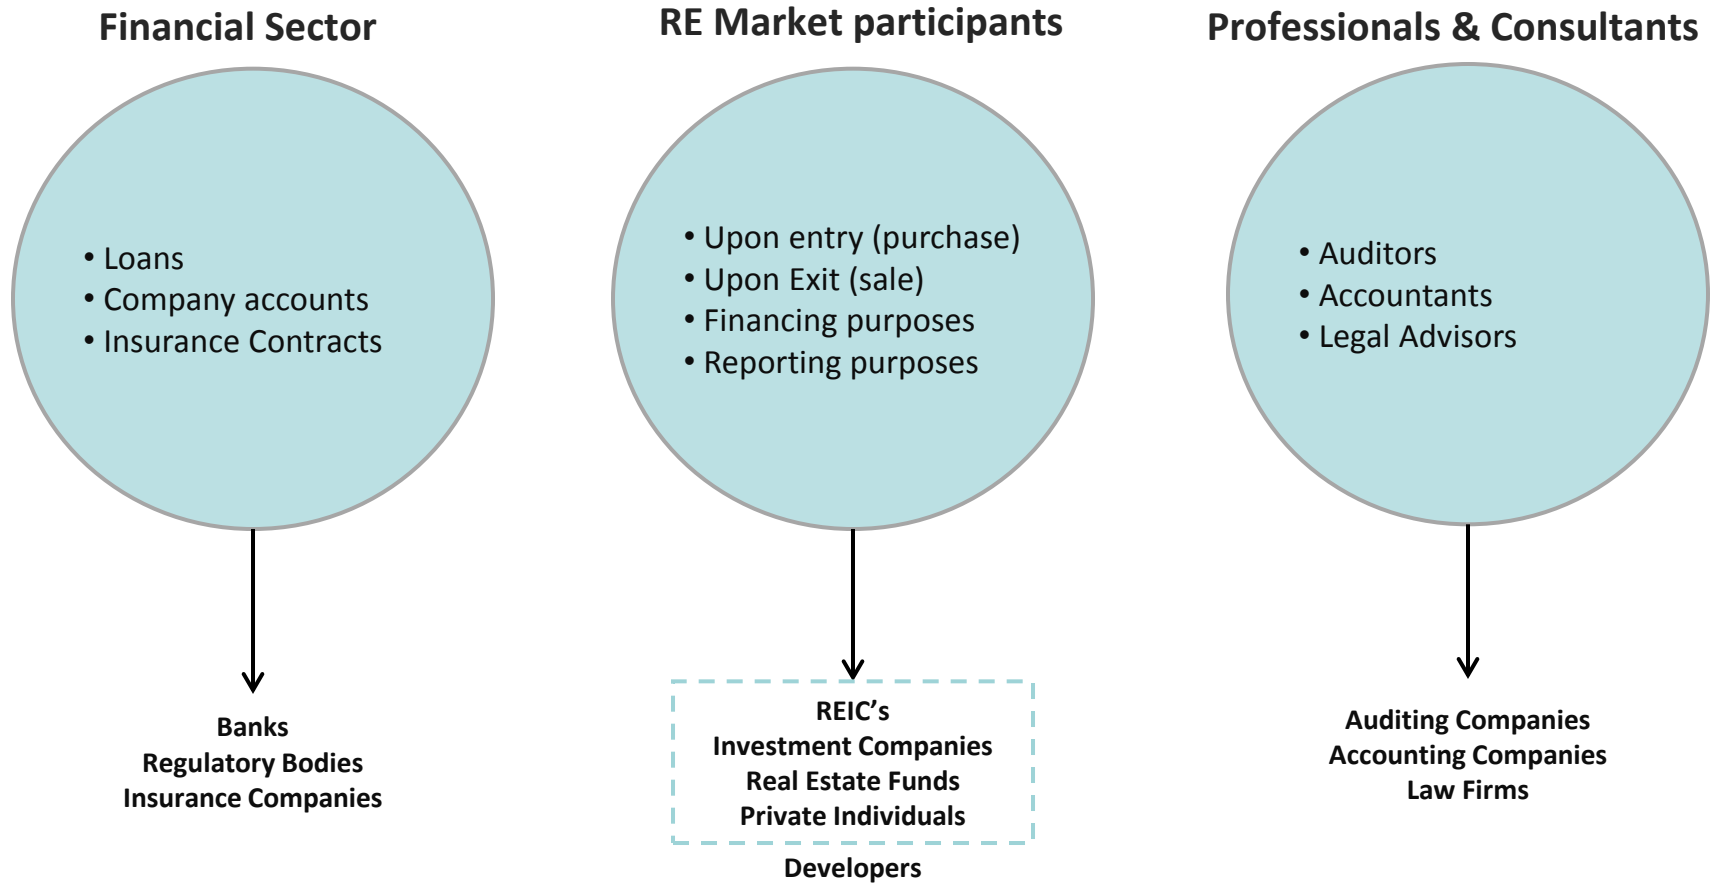 Financial Sector
• Loans
• Company accounts
• Insurance Contracts
Banks
Regulatory Bodies
Insurance Companies
RE Market participants
• Upon entry (purchase)
• Upon Exit (sale)
• Financing purposes
• Reporting purposes
REIC’s
Investment Companies
Real Estate Funds
Private Individuals
Developers
Professionals & Consultants
• Auditors
• Accountants
• Legal Advisors
Auditing Companies
Accounting Companies
Law Firms